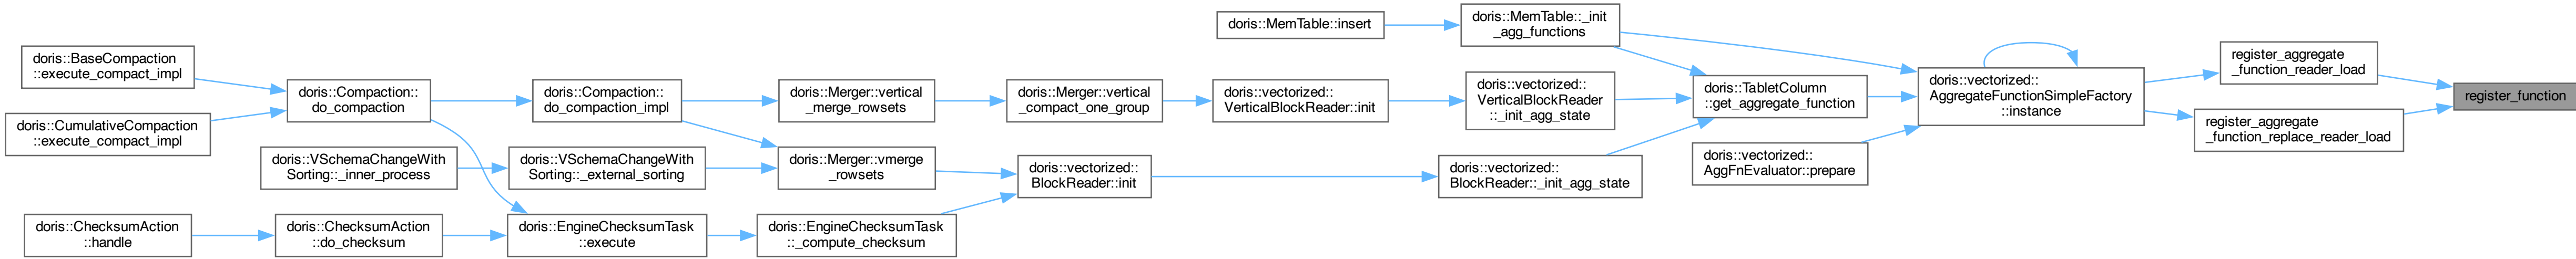 doris::BaseCompaction
::execute_compact_impl
doris::CumulativeCompaction
::execute_compact_impl
doris::Compaction::
do_compaction
doris::VSchemaChangeWith
Sorting::_inner_process
doris::ChecksumAction
::handle
doris::ChecksumAction
::do_checksum
doris::Compaction::
do_compaction_impl
doris::VSchemaChangeWith
Sorting::_external_sorting
doris::EngineChecksumTask
::execute
doris::Merger::vertical
_merge_rowsets
doris::Merger::vmerge
_rowsets
doris::EngineChecksumTask
::_compute_checksum
doris::Merger::vertical
_compact_one_group
doris::vectorized::
BlockReader::init
doris::MemTable::insert
doris::vectorized::
VerticalBlockReader::init
doris::MemTable::_init
_agg_functions
doris::vectorized::
VerticalBlockReader
::_init_agg_state
doris::vectorized::
BlockReader::_init_agg_state
doris::TabletColumn
::get_aggregate_function
doris::vectorized::
AggFnEvaluator::prepare
doris::vectorized::
AggregateFunctionSimpleFactory
::instance
register_aggregate
_function_reader_load
register_aggregate
_function_replace_reader_load
register_function